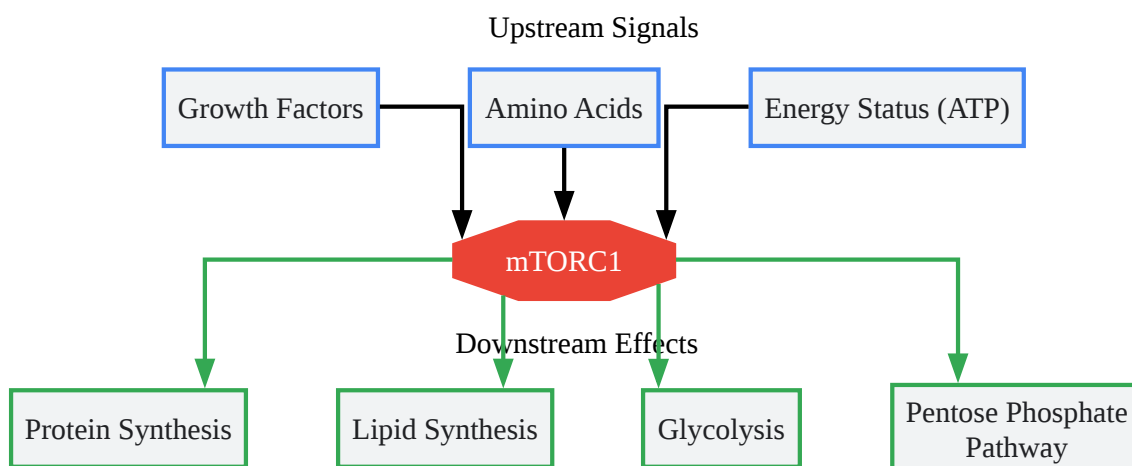 Upstream Signals
Growth Factors
Amino Acids
Energy Status (ATP)
mTORC1
Downstream Effects
Protein Synthesis
Lipid Synthesis
Glycolysis
Pentose Phosphate
Pathway